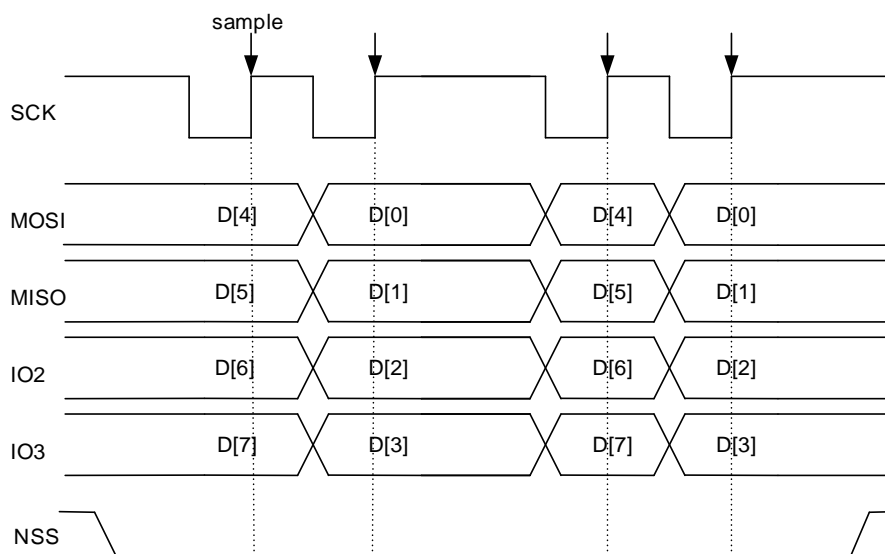 sample
SCK
MOSI D[4] D[0] D[4] D[0]
MISO D[5] D[1] D[5] D[1]
IO2 D[6] D[2] D[6] D[2]
IO3 D[7] D[3] D[7] D[3]
NSS